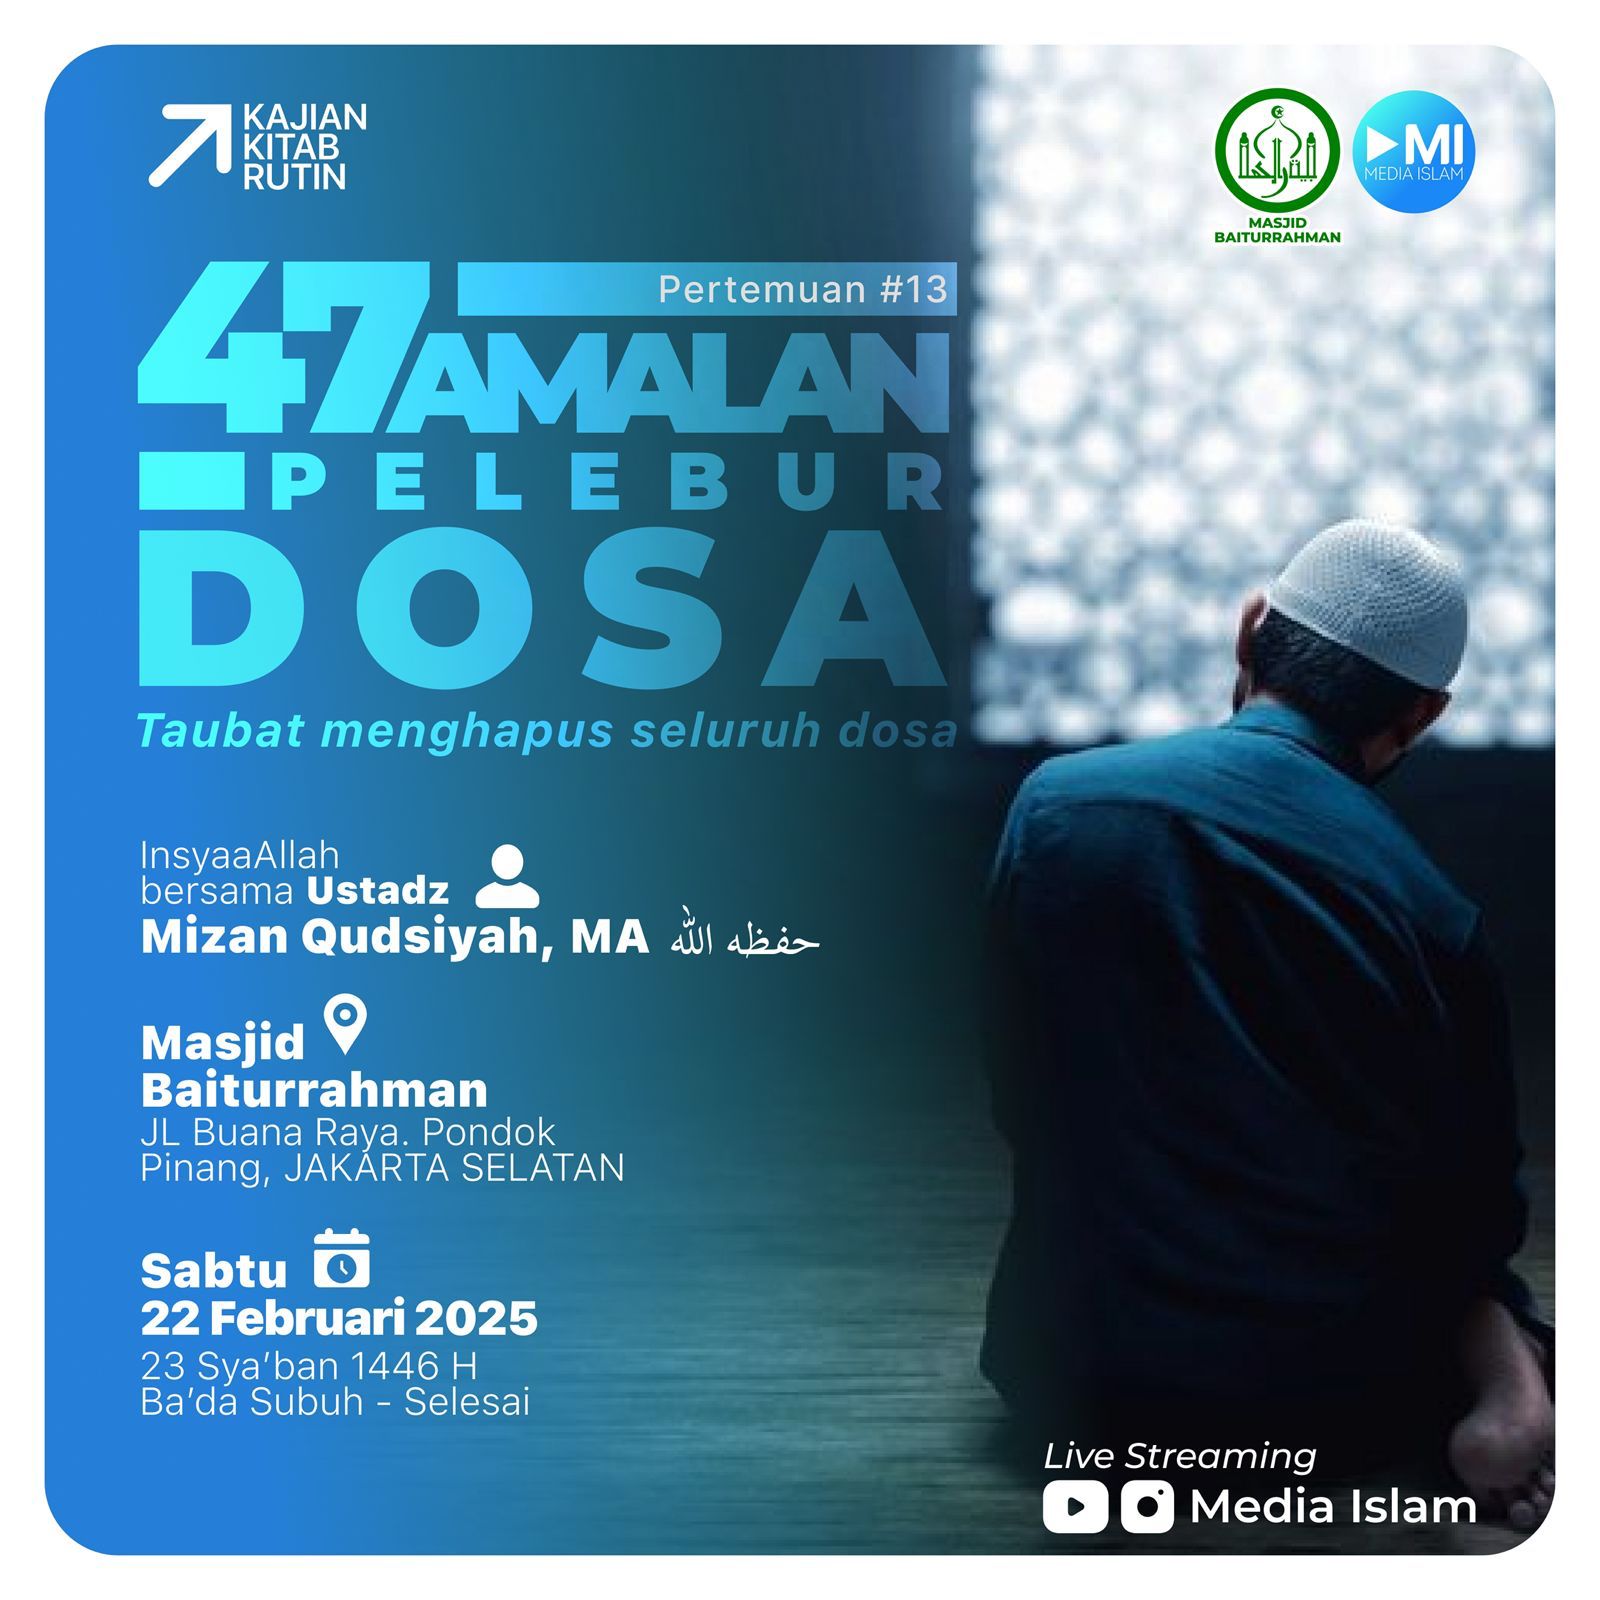 KAJIAN
KITAB
RUTIN
MASJID
BAITURRAHMAN
MI
MEDIA ISLAM
Pertemuan #13
47 AMALAN
PELEBUR
DOSA
Taubat menghapus seluruh dosa
InsyaaAllah
bersama Ustadz
Mizan Qudsiyah, MA حفظه الله
Masjid
Baiturrahman
JL Buana Raya. Pondok
Pinang, JAKARTA SELATAN
Sabtu
22 Februari 2025
23 Sya’ban 1446 H
Ba’da Subuh - Selesai
Live Streaming
Media Islam